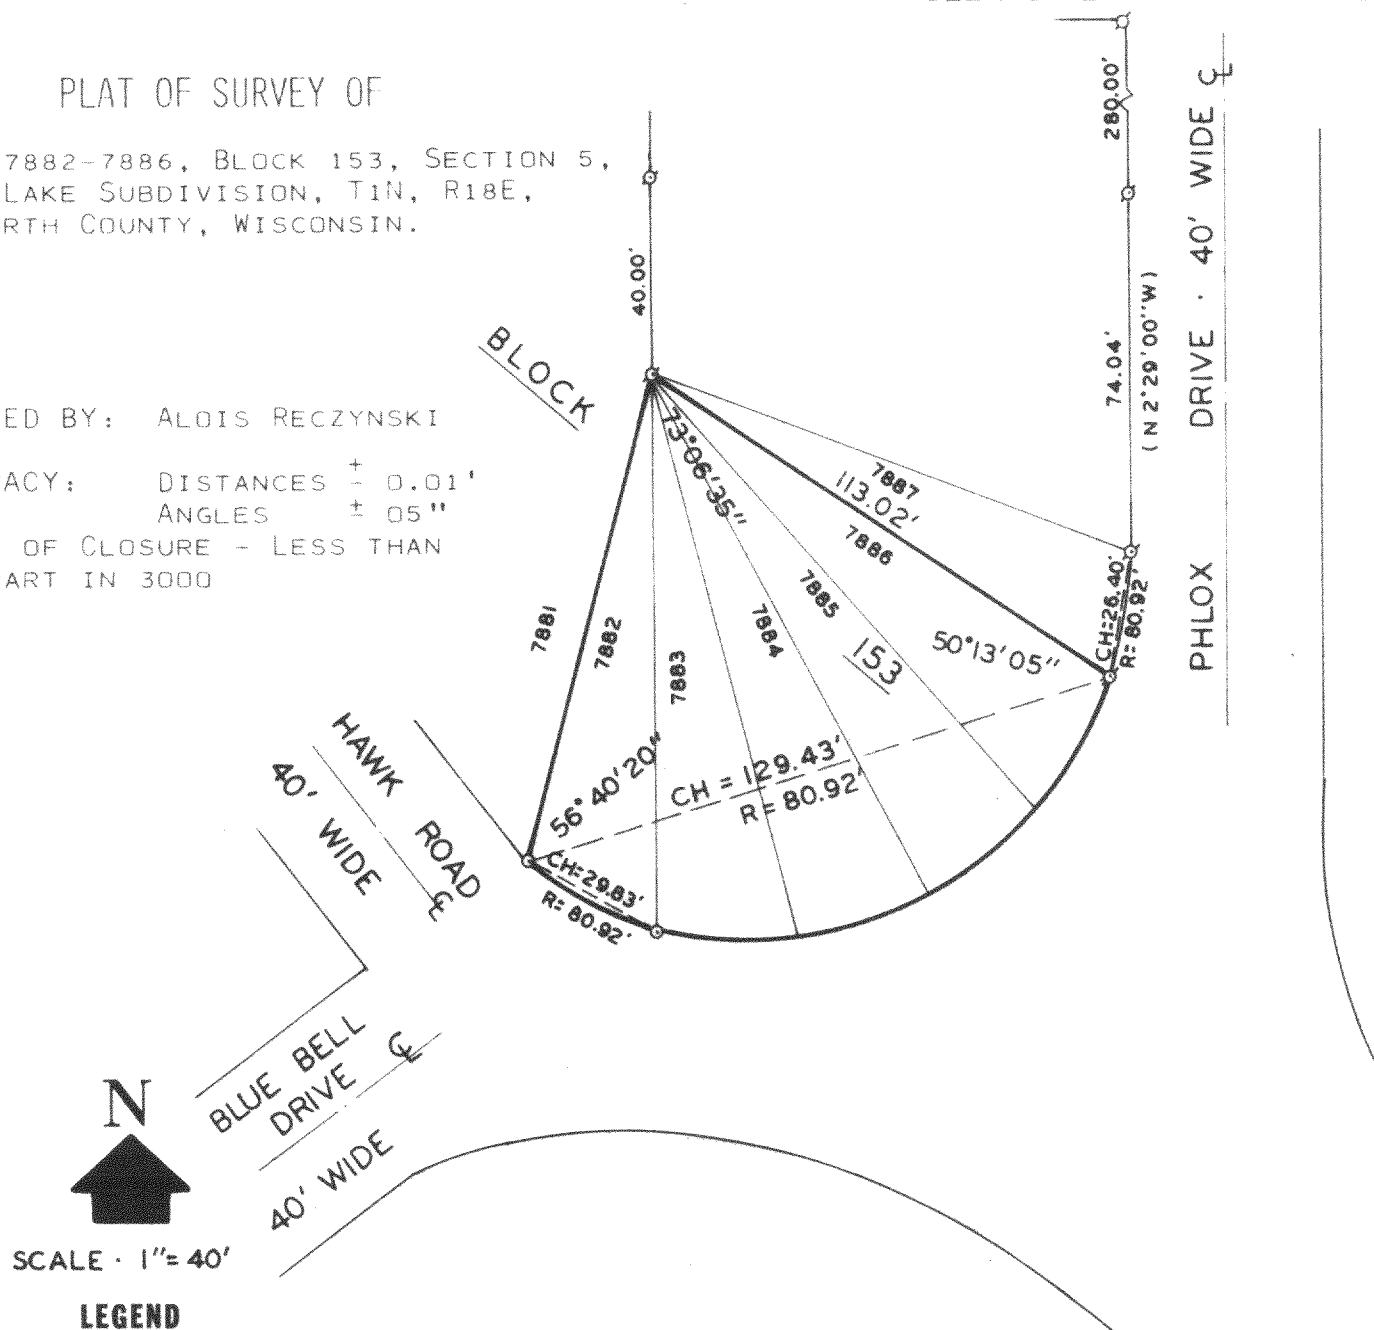 PLAT OF SURVEY OF
7882-7886, BLOCK 153, SECTION 5,
LAKE SUBDIVISION, T1N, R18E,
RTH COUNTY, WISCONSIN.
ED BY: ALOIS RECZYNSKI
ACY: DISTANCES ± 0.01'
ANGLES ± 05"
OF CLOSURE - LESS THAN
ART IN 3000
280.00'
PHLOX DRIVE · 40' WIDE ℄
40.00'
74.04'
(N 2°29'00"W)
BLOCK
153
73°06'35"
7887
113.02'
7886
7885
7884
7883
7882
7881
50°13'05"
CH=26.40'
R=80.92'
56°40'20"
CH = 129.43'
R = 80.92'
CH=29.83'
R= 80.92'
HAWK ROAD
40' WIDE ℄
BLUE BELL
DRIVE ℄
40' WIDE
N
SCALE · 1"= 40'
LEGEND